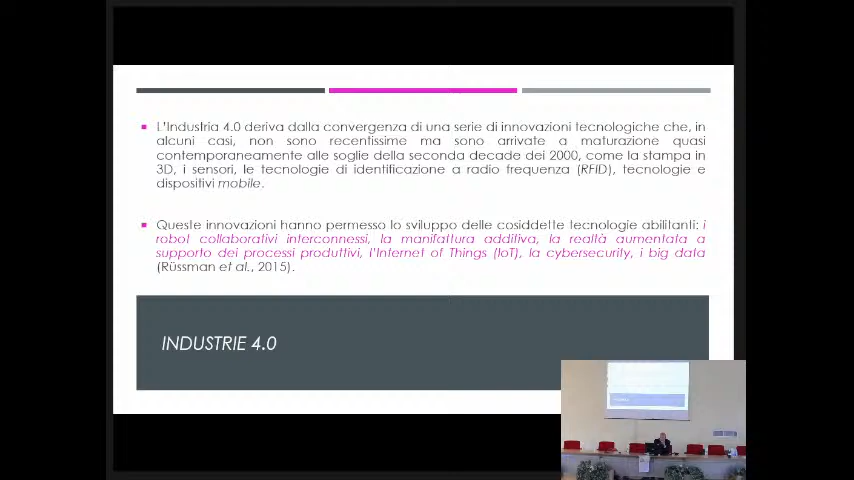 L'Industria 4.0 deriva dalla convergenza di una serie di innovazioni tecnologiche che, in
alcuni casi, non sono recentissime ma sono arrivate a maturazione quasi
contemporaneamente alle soglie della seconda decade dei 2000, come la stampa in
3D, i sensori, le tecnologie di identificazione a radio frequenza (RFID), tecnologie e
dispositivi mobile.
Queste innovazioni hanno permesso lo sviluppo delle cosiddette tecnologie abilitanti: i
robot collaborativi interconnessi, la manifattura additiva, la realtà aumentata a
supporto dei processi produttivi, l'Internet of Things (IoT), la cybersecurity, i big data
(Rüssman et al., 2015).
INDUSTRIE 4.0